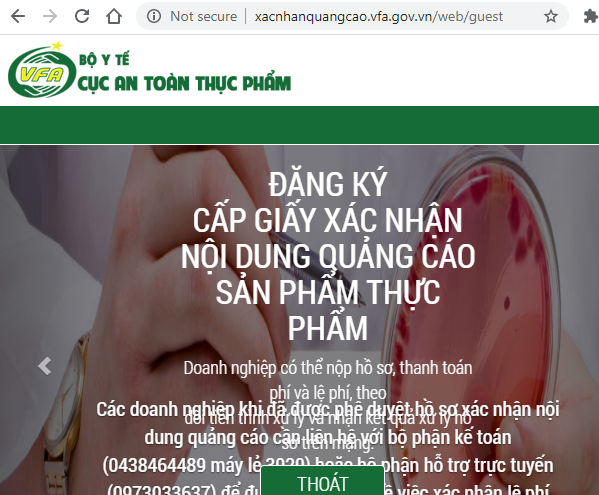 Not secure | xacnhanquangcao.vfa.gov.vn/web/guest
VFA
BỘ Y TẾ
CỤC AN TOÀN THỰC PHẨM
ĐĂNG KÝ
CẤP GIẤY XÁC NHẬN
NỘI DUNG QUẢNG CÁO
SẢN PHẨM THỰC
PHẨM
Doanh nghiệp có thể nộp hồ sơ, thanh toán
phí và lệ phí, theo
dõi tiến trình xử lý và nhận kết quả xử lý hồ
sơ trên mạng.
Các doanh nghiệp khi đã được phê duyệt hồ sơ xác nhận nội
dung quảng cáo cần liên hệ với bộ phận kế toán
(0438464489 máy lẻ 3020) hoặc bộ phận hỗ trợ trực tuyến
(0973033637) để
việc xác nhận lệ phí
THOÁT